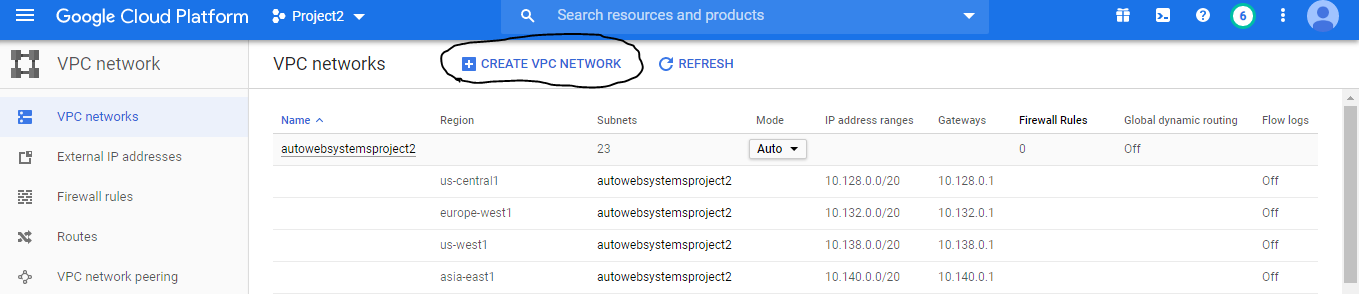 Google Cloud Platform Project2 Search resources and products 6
VPC network VPC networks CREATE VPC NETWORK REFRESH
VPC networks
External IP addresses
Firewall rules
Routes
VPC network peering
Name Region Subnets Mode IP address ranges Gateways Firewall Rules Global dynamic routing Flow logs
autowebsystemsproject2 23 Auto 0 Off
us-central1 autowebsystemsproject2 10.128.0.0/20 10.128.0.1 Off
europe-west1 autowebsystemsproject2 10.132.0.0/20 10.132.0.1 Off
us-west1 autowebsystemsproject2 10.138.0.0/20 10.138.0.1 Off
asia-east1 autowebsystemsproject2 10.140.0.0/20 10.140.0.1 Off